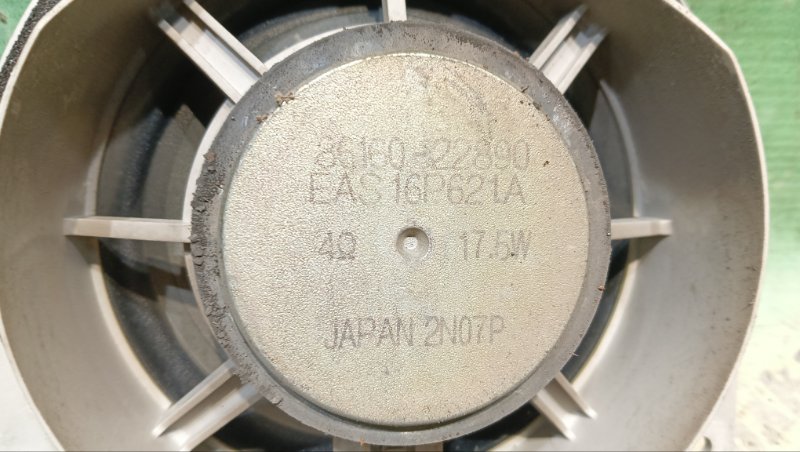 86160-22890
EAS16P621A
4Ω 17.5W
JAPAN 2N07P